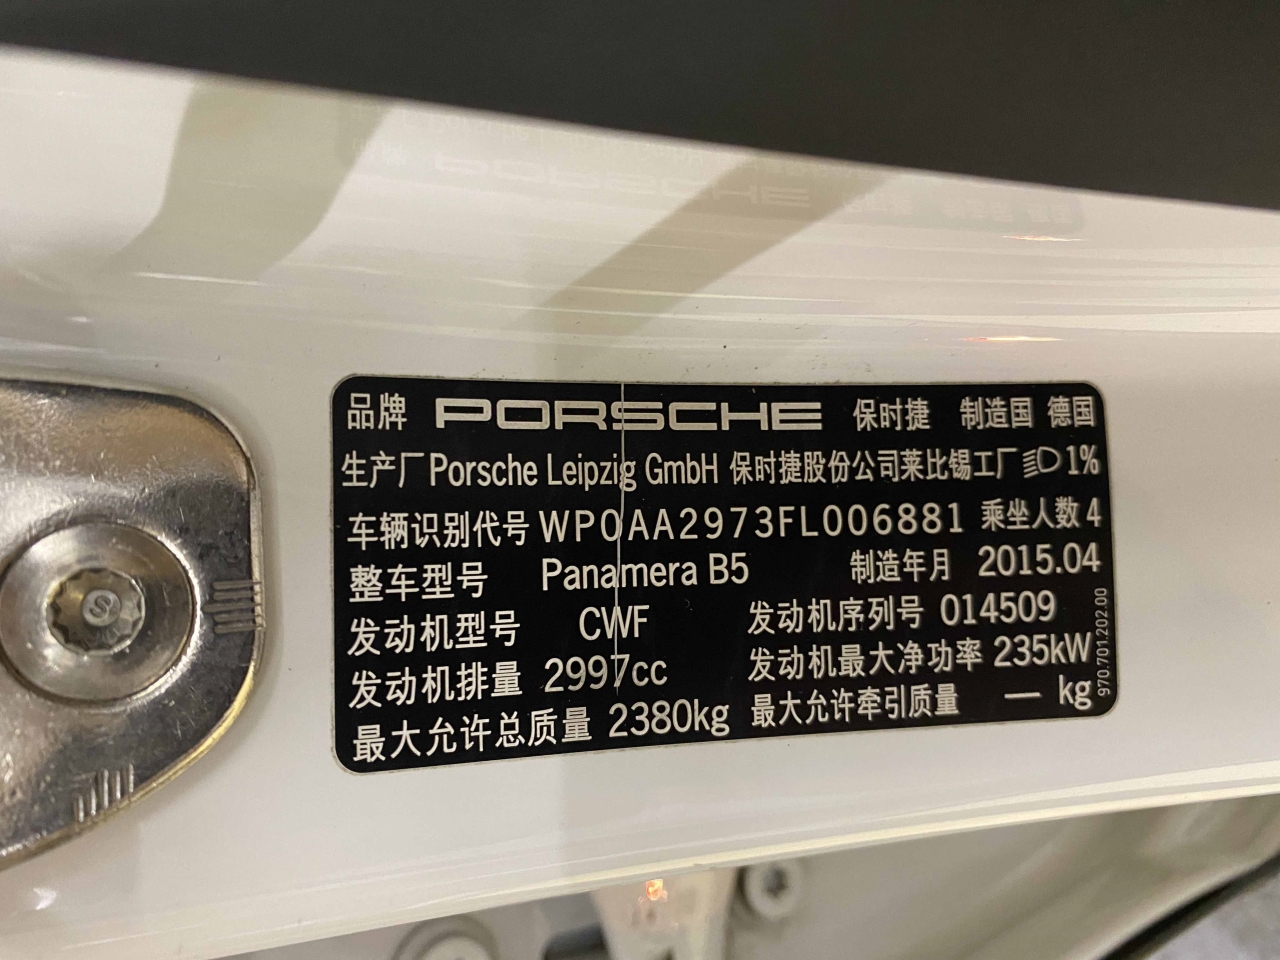 品牌 PORSCHE 保时捷 制造国 德国
生产厂 Porsche Leipzig GmbH 保时捷股份公司莱比锡工厂 1%
车辆识别代号 WP0AA2973FL006881 乘坐人数 4
整车型号 Panamera B5 制造年月 2015.04
发动机型号 CWF 发动机序列号 014509
发动机排量 2997cc 发动机最大净功率 235kW
最大允许总质量 2380kg 最大允许牵引质量 — kg
970.701.202.00
S